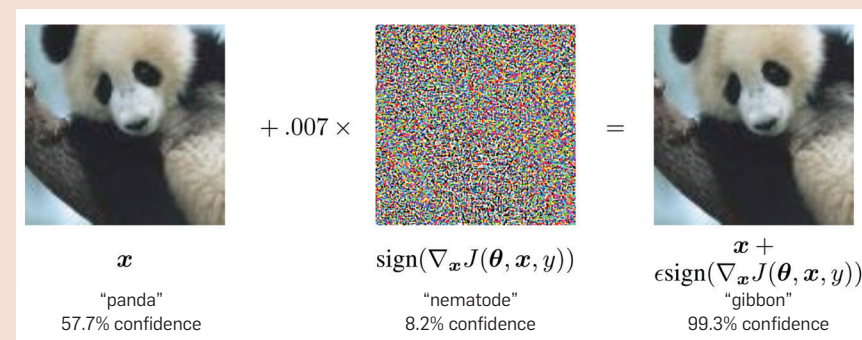 + .007 ×
=
x
sign(∇ₓJ(θ, x, y))
x +
ϵsign(∇ₓJ(θ, x, y))
“panda”
“nematode”
“gibbon”
57.7% confidence
8.2% confidence
99.3% confidence